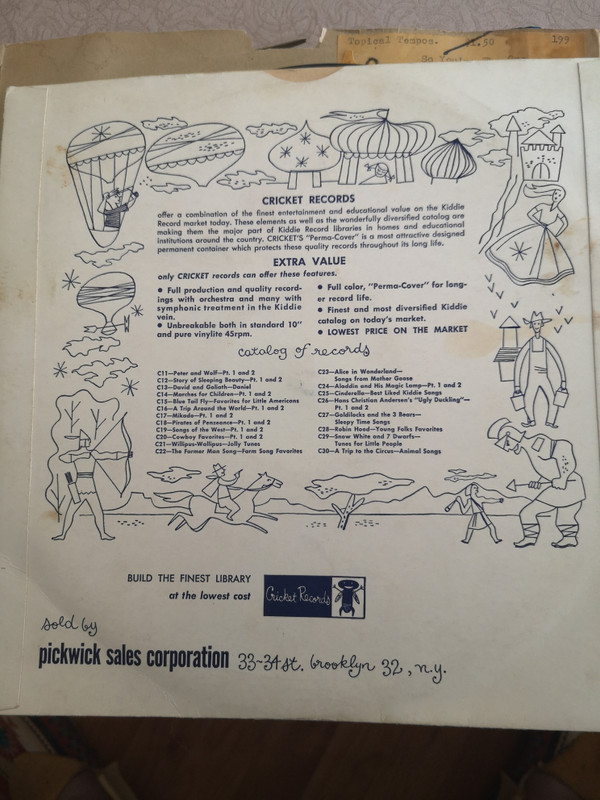 Topical Tempos. $1.50 199
CRICKET RECORDS
offer a combination of the finest entertainment and educational value on the Kiddie
Record market today. These elements as well as the wonderfully diversified catalog are
making them the major part of Kiddie Record libraries in homes and educational
institutions around the country. CRICKET'S "Perma-Cover" is a most attractive designed
permanent container which protects these quality records throughout its long life.
EXTRA VALUE
only CRICKET records can offer these features.
• Full production and quality record-
ings with orchestra and many with
symphonic treatment in the Kiddie
vein.
• Unbreakable both in standard 10"
and pure vinylite 45rpm.
• Full color, "Perma-Cover" for long-
er record life.
• Finest and most diversified Kiddie
catalog on today's market.
• LOWEST PRICE ON THE MARKET
catalog of records
C11—Peter and Wolf—Pt. 1 and 2
C12—Story of Sleeping Beauty—Pt. 1 and 2
C13—David and Goliath—Daniel
C14—Marches for Children—Pt. 1 and 2
C15—Blue Tail Fly—Favorites for Little Americans
C16—A Trip Around the World—Pt. 1 and 2
C17—Mikado—Pt. 1 and 2
C18—Pirates of Penzance—Pt. 1 and 2
C19—Songs of the West—Pt. 1 and 2
C20—Cowboy Favorites—Pt. 1 and 2
C21—Willipus-Wallipus—Jolly Tunes
C22—The Farmer Man Song—Farm Song Favorites
C23—Alice in Wonderland—
Songs from Mother Goose
C24—Aladdin and His Magic Lamp—Pt. 1 and 2
C25—Cinderella—Best Liked Kiddie Songs
C26—Hans Christian Andersen's "Ugly Duckling"—
Pt. 1 and 2
C27—Goldilocks and the 3 Bears—
Sleepy Time Songs
C28—Robin Hood—Young Folks Favorites
C29—Snow White and 7 Dwarfs—
Tunes for Little People
C30—A Trip to the Circus—Animal Songs
BUILD THE FINEST LIBRARY
at the lowest cost
Cricket Records
sold by
pickwick sales corporation 33-34 st. brooklyn 32, n.y.